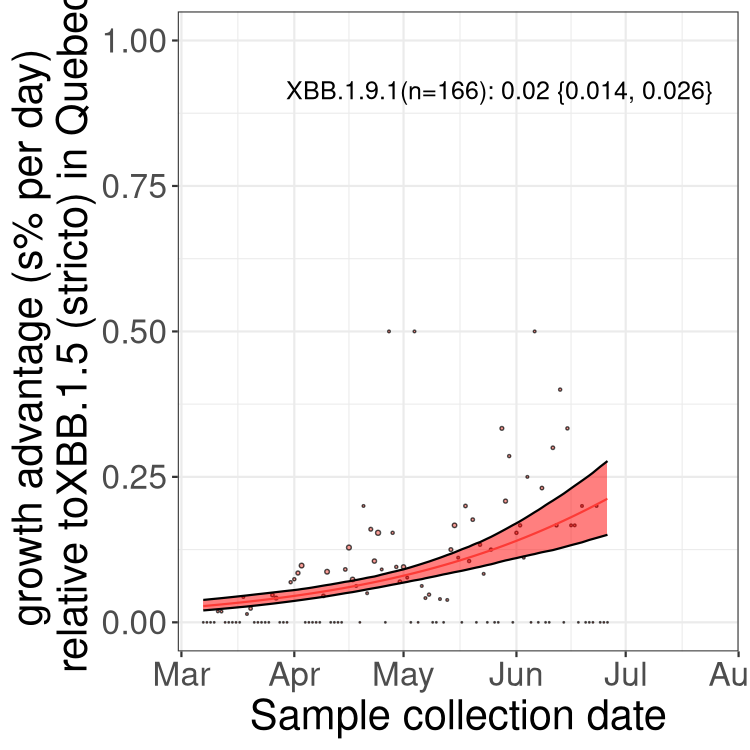 growth advantage (s% per day)
relative toXBB.1.5 (stricto) in Quebec
1.00
0.75
0.50
0.25
0.00
XBB.1.9.1(n=166): 0.02 {0.014, 0.026}
Mar Apr May Jun Jul Au
Sample collection date